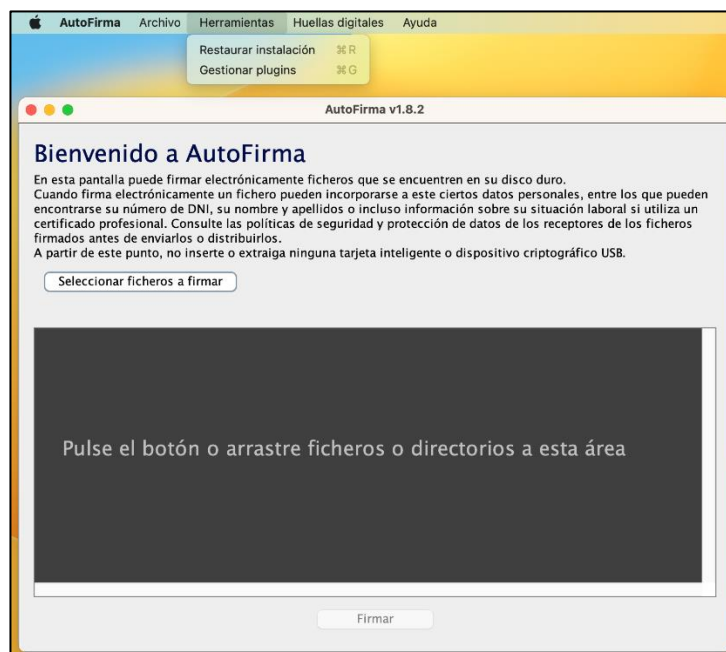 AutoFirma Archivo Herramientas Huellas digitales Ayuda
Restaurar instalación ⌘R
Gestionar plugins ⌘G
AutoFirma v1.8.2
Bienvenido a AutoFirma
En esta pantalla puede firmar electrónicamente ficheros que se encuentren en su disco duro.
Cuando firma electrónicamente un fichero pueden incorporarse a este ciertos datos personales, entre los que pueden
encontrarse su número de DNI, su nombre y apellidos o incluso información sobre su situación laboral si utiliza un
certificado profesional. Consulte las políticas de seguridad y protección de datos de los receptores de los ficheros
firmados antes de enviarlos o distribuirlos.
A partir de este punto, no inserte o extraiga ninguna tarjeta inteligente o dispositivo criptográfico USB.
Seleccionar ficheros a firmar
Pulse el botón o arrastre ficheros o directorios a esta área
Firmar